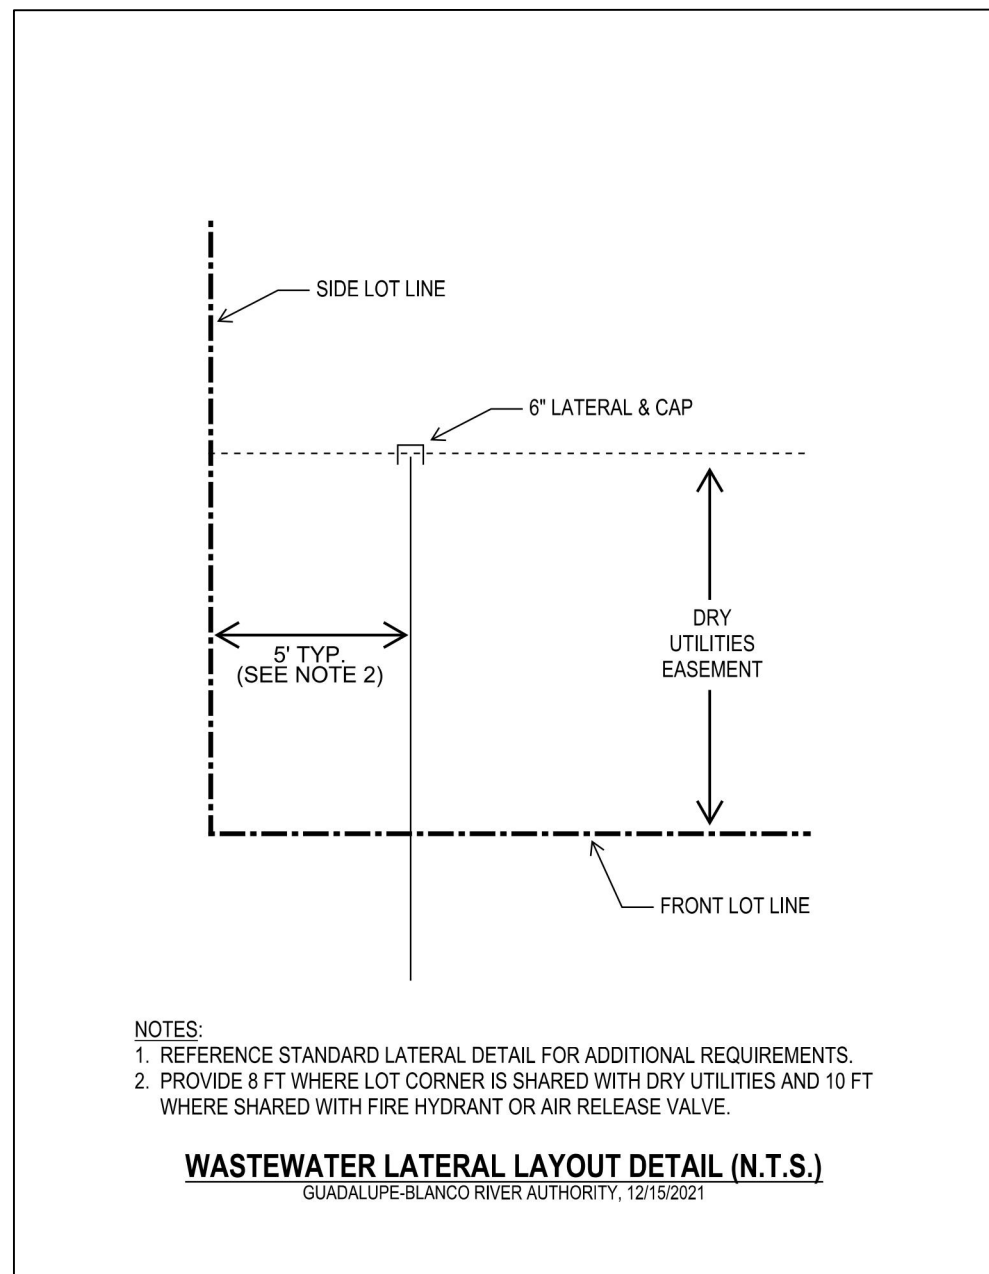 SIDE LOT LINE
6" LATERAL & CAP
DRY
UTILITIES
EASEMENT
5' TYP.
(SEE NOTE 2)
FRONT LOT LINE
NOTES:
1. REFERENCE STANDARD LATERAL DETAIL FOR ADDITIONAL REQUIREMENTS.
2. PROVIDE 8 FT WHERE LOT CORNER IS SHARED WITH DRY UTILITIES AND 10 FT
WHERE SHARED WITH FIRE HYDRANT OR AIR RELEASE VALVE.
WASTEWATER LATERAL LAYOUT DETAIL (N.T.S.)
GUADALUPE-BLANCO RIVER AUTHORITY, 12/15/2021